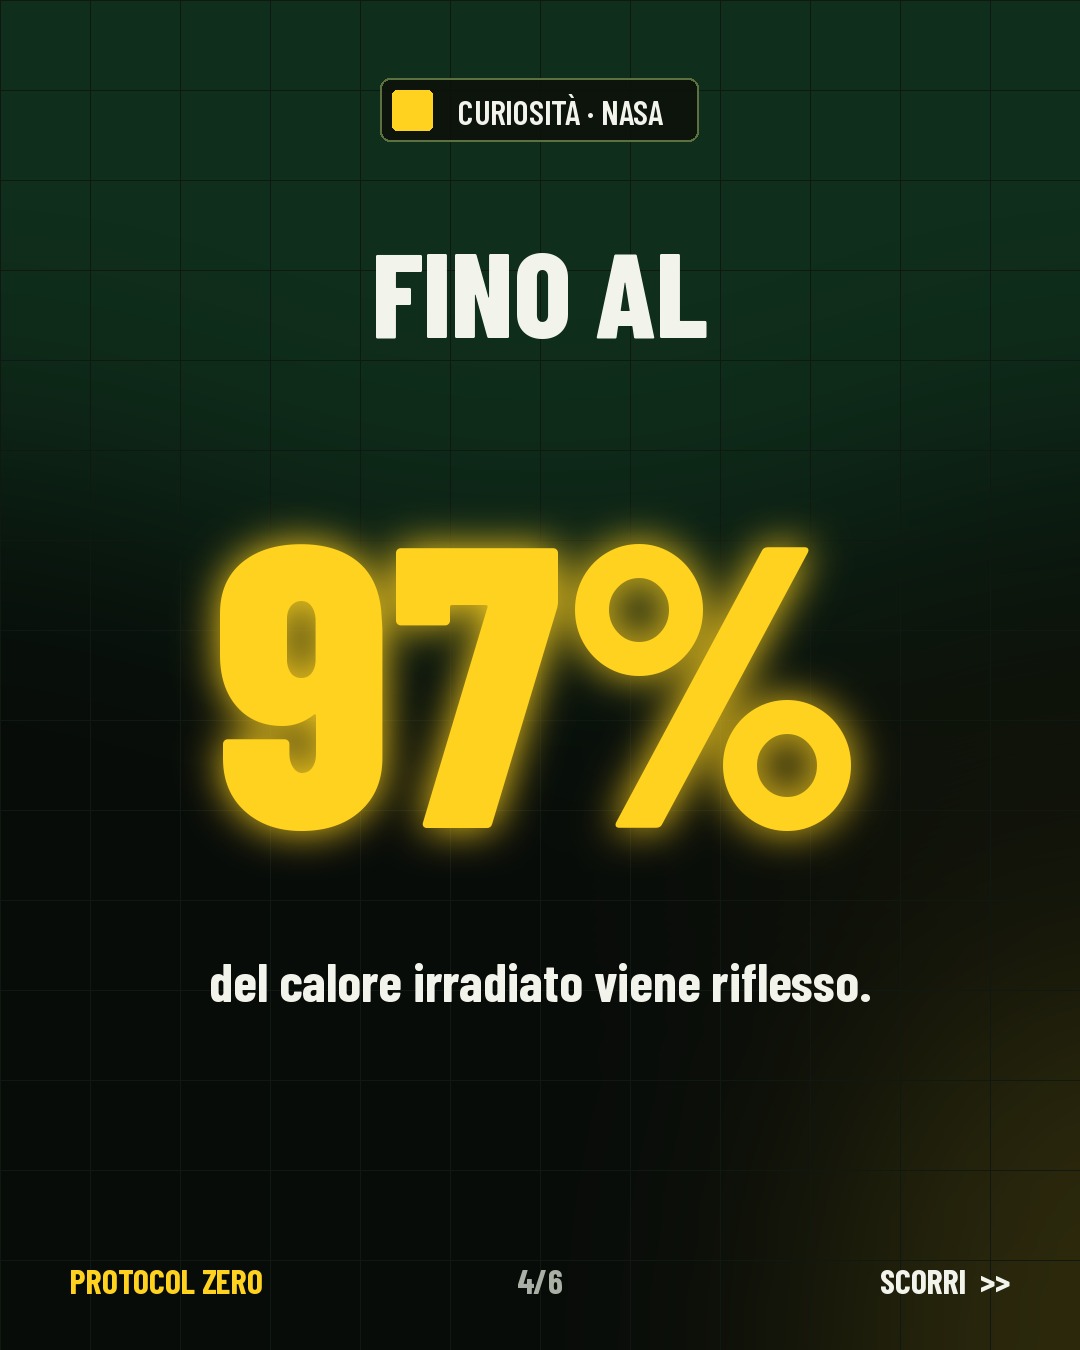 CURIOSITÀ · NASA
FINO AL
97%
del calore irradiato viene riflesso.
PROTOCOL ZERO
4/6
SCORRI >>